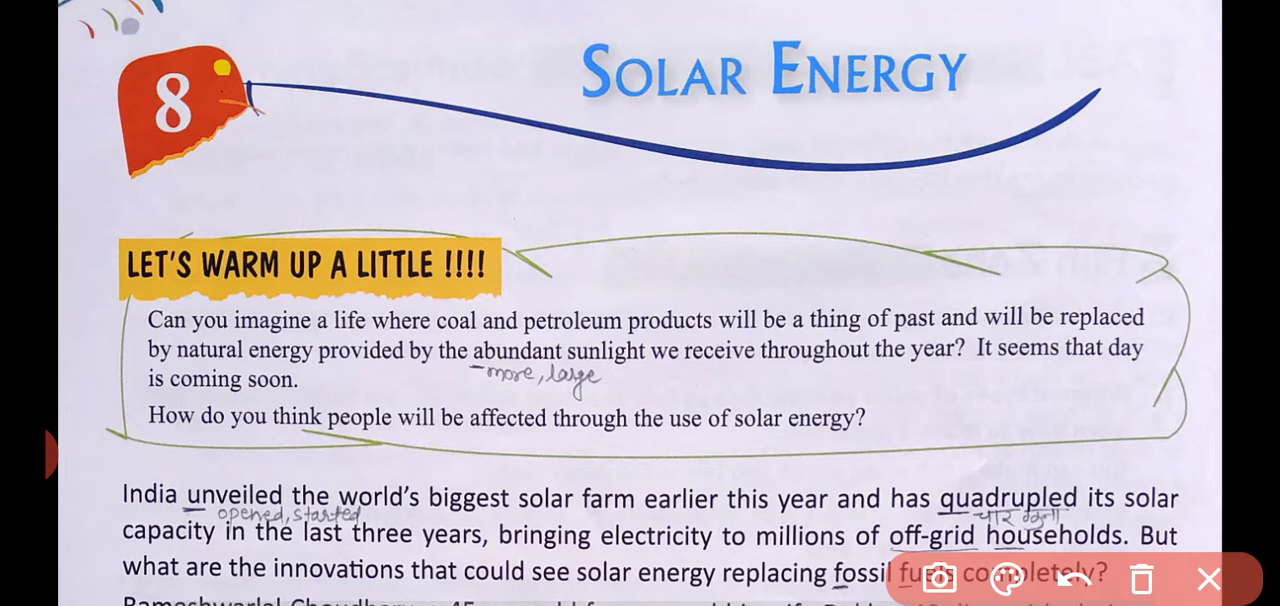 8
SOLAR ENERGY
LET'S WARM UP A LITTLE !!!!
Can you imagine a life where coal and petroleum products will be a thing of past and will be replaced
by natural energy provided by the abundant sunlight we receive throughout the year? It seems that day
more, large
is coming soon.
How do you think people will be affected through the use of solar energy?
India unveiled the world's biggest solar farm earlier this year and has quadrupled its solar
opened, started चार गुना
capacity in the last three years, bringing electricity to millions of off-grid households. But
what are the innovations that could see solar energy replacing fossil fuels completely?